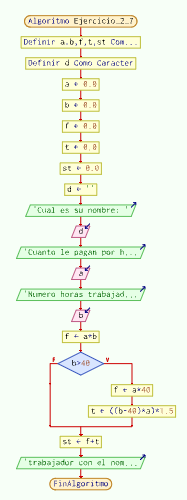 Algoritmo Ejercicio_2_7
Definir a,b,f,t,st Com...
Definir d Como Caracter
a ← 0.0
b ← 0.0
f ← 0.0
t ← 0.0
st ← 0.0
d ← ''
'Cual es su nombre: '
d
'Cuanto le pagan por h...
a
'Numero horas trabajad...
b
f ← a*b
F
b>40
V
f ← a*40
t ← ((b-40)*a)*1.5
st ← f+t
'trabajador con el nom...
FinAlgoritmo